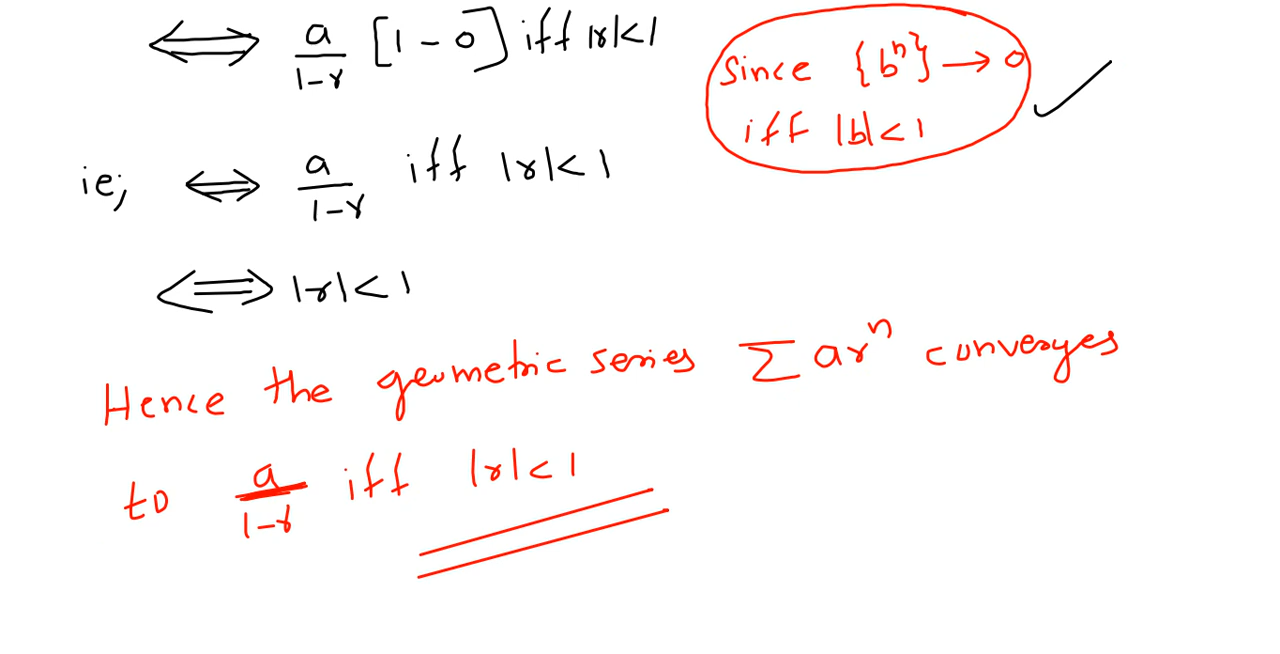 ⟺ a/(1-r) [1-0] iff |r|<1
Since {bⁿ} → 0
iff |b|<1
ie; ⟺ a/(1-r) iff |r|<1
⟺ |r|<1
Hence the geometric series ∑ arⁿ converges
to a/(1-r) iff |r|<1